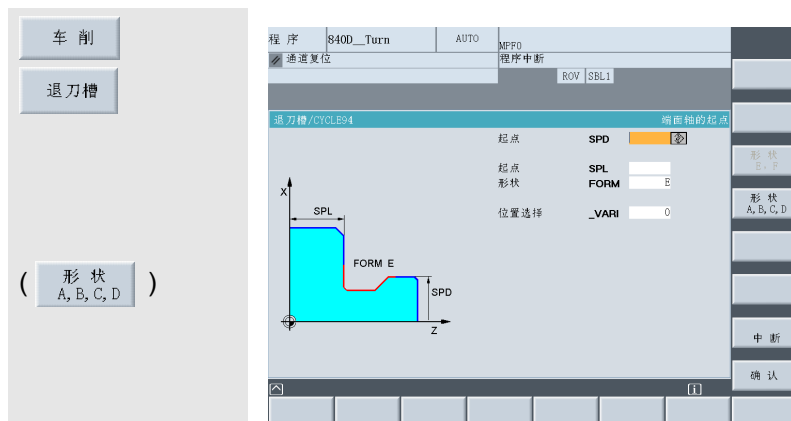 车 削
退刀槽
( 形 状 )
A, B, C, D
程 序
840D__Turn
AUTO
MPF0
通道复位
程序中断
ROV SBL1
退刀槽/CYCLE94
端面轴的起点
起点 SPD
起点 SPL
形状 FORM E
位置选择 _VARI 0
X
SPL
FORM E
SPD
Z
形 状
E, F
形 状
A, B, C, D
中 断
确 认
i